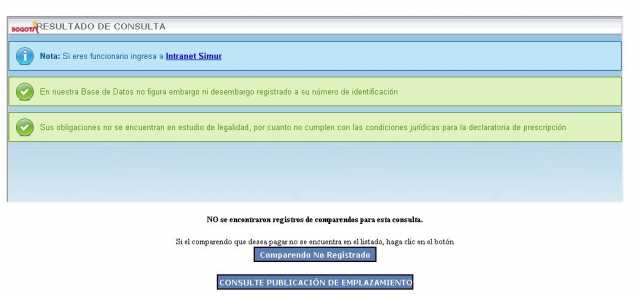 BOGOTÁ RESULTADO DE CONSULTA
Nota: Si eres funcionario ingresa a Intranet Simur
En nuestra Base de Datos no figura embargo ni desembargo registrado a su número de identificación
Sus obligaciones no se encuentran en estudio de legalidad, por cuanto no cumplen con las condiciones jurídicas para la declaratoria de prescripción
NO se encontraron registros de comparendos para esta consulta.
Si el comparendo que desea pagar no se encuentra en el listado, haga clic en el botón
Comparendo No Registrado
CONSULTE PUBLICACIÓN DE EMPLAZAMIENTO